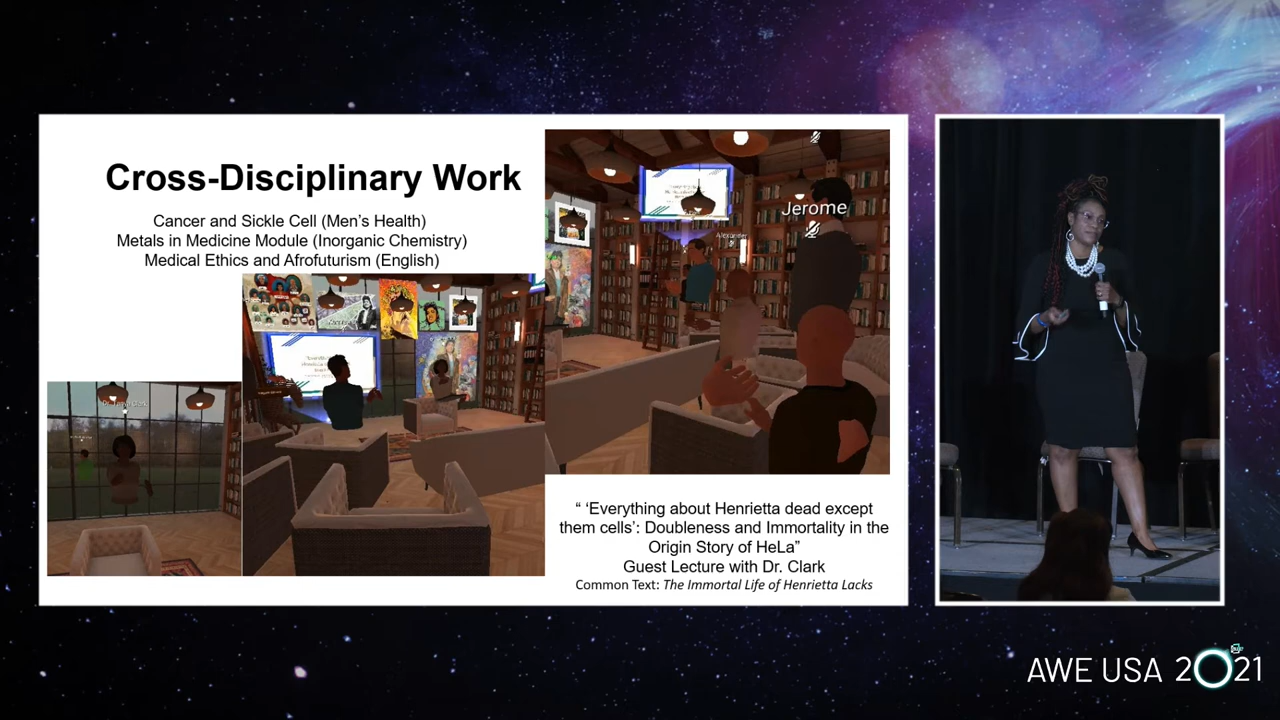 Cross-Disciplinary Work
Cancer and Sickle Cell (Men's Health)
Metals in Medicine Module (Inorganic Chemistry)
Medical Ethics and Afrofuturism (English)
Jerome
Alexander
“ ‘Everything about Henrietta dead except
them cells’: Doubleness and Immortality in the
Origin Story of HeLa”
Guest Lecture with Dr. Clark
Common Text: The Immortal Life of Henrietta Lacks
AWE USA 2021